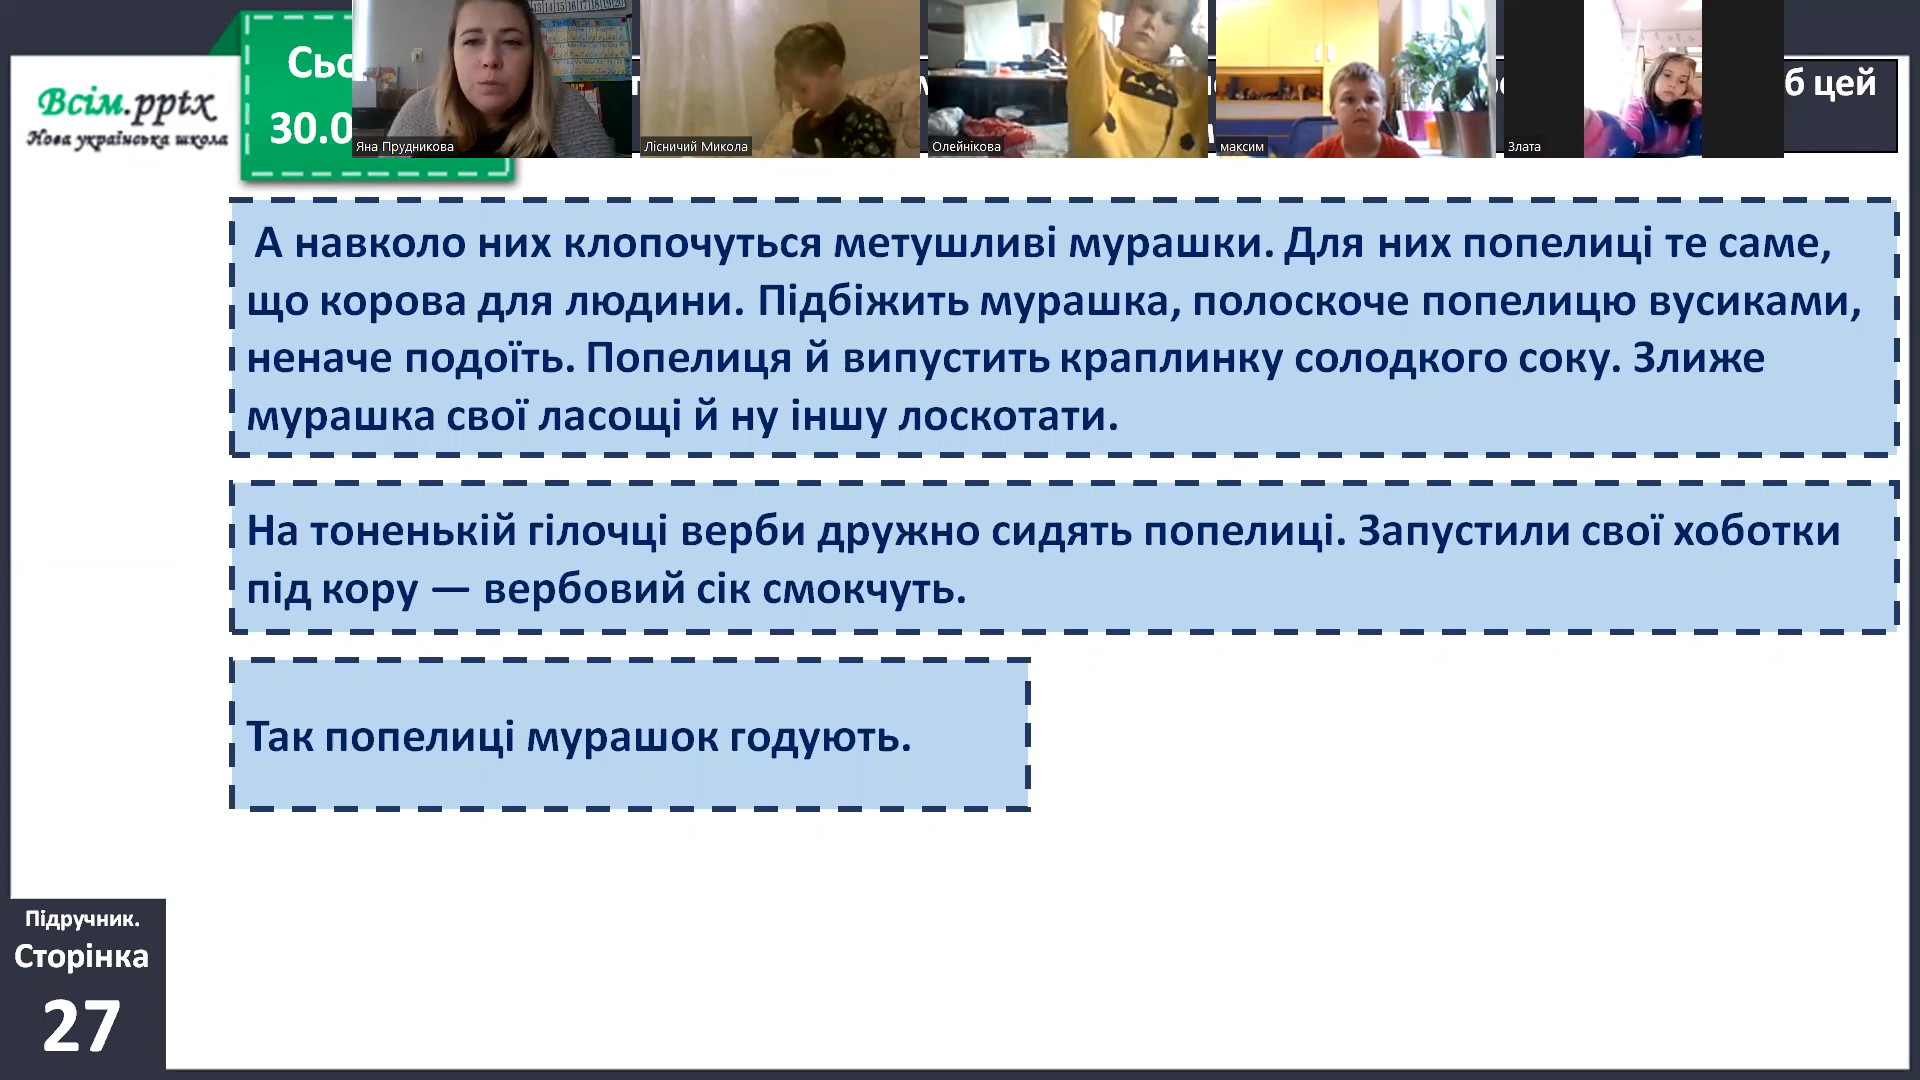 Всім.pptx
Нова українська школа
30.0
б цей
Яна Прудникова
Лісничий Микола
Олейнікова
максим
Злата
А навколо них клопочуться метушливі мурашки. Для них попелиці те саме,
що корова для людини. Підбіжить мурашка, полоскоче попелицю вусиками,
неначе подоїть. Попелиця й випустить краплинку солодкого соку. Злиже
мурашка свої ласощі й ну іншу лоскотати.
На тоненькій гілочці верби дружно сидять попелиці. Запустили свої хоботки
під кору — вербовий сік смокчуть.
Так попелиці мурашок годують.
Підручник.
Сторінка
27